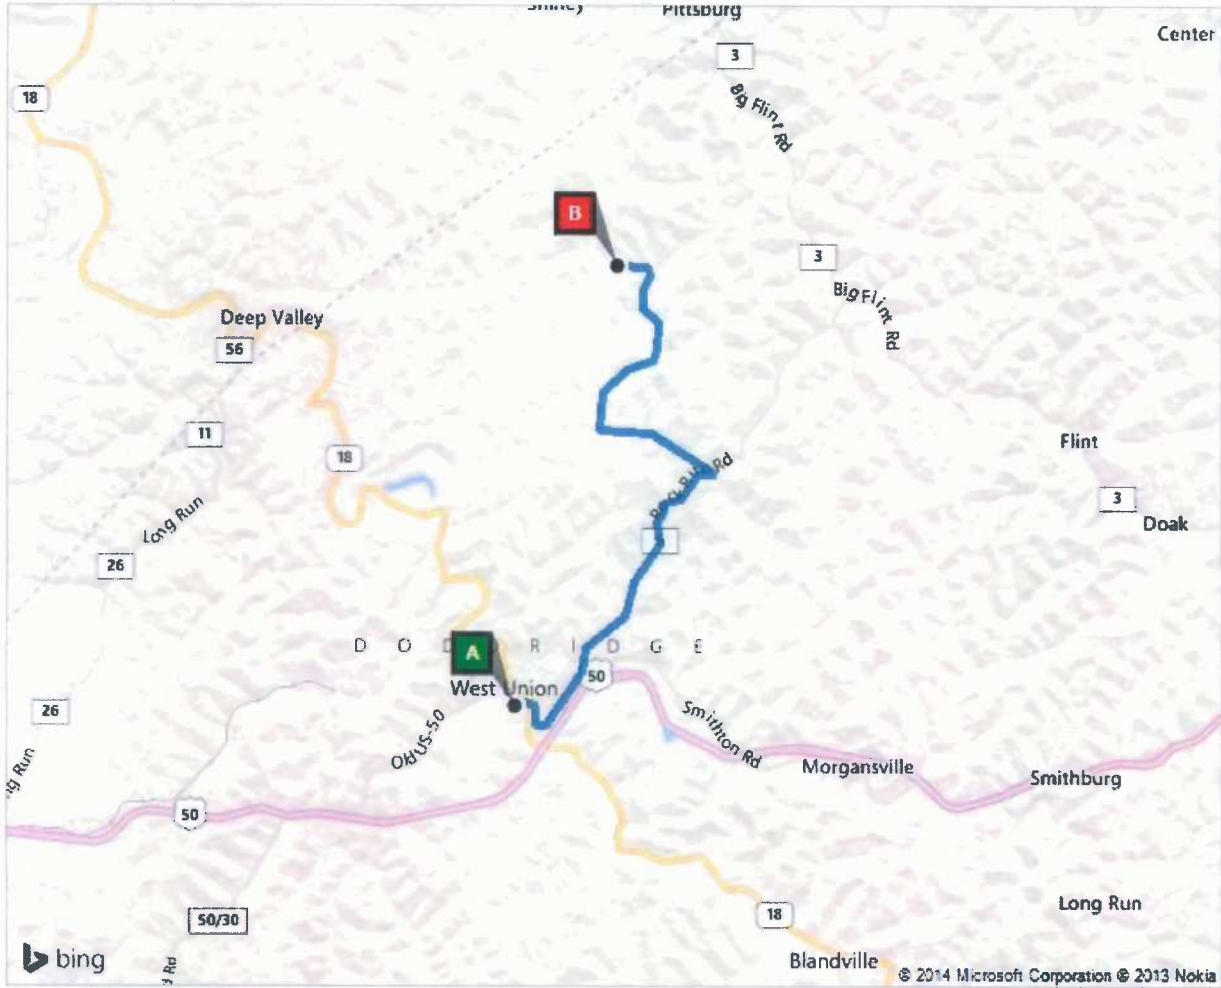 Pittsburg
Center
3
18
Big Flint Rd
B
3
Big Flint Rd
Deep Valley
56
11
18
Flint
3
Doak
Long Run
26
Rd
DODDRIDGE
A
50
West Union
26
Smithton Rd
Old US-50
Morgansville
Smithburg
50
50/30
18
Long Run
bing
Blandville
© 2014 Microsoft Corporation © 2013 Nokia